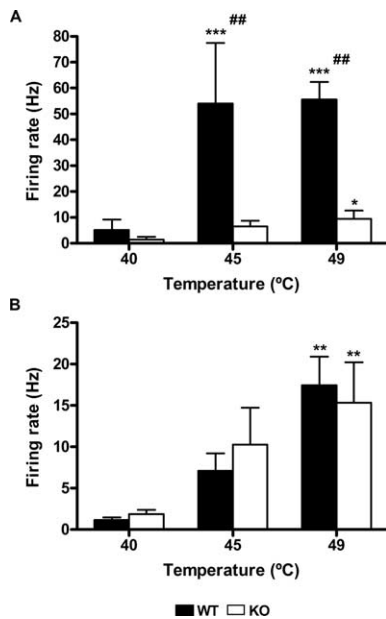 A
80
70
60
50
40
30
20
10
0
Firing rate (Hz)
*** ##
*** ##
*
40 45 49
Temperature (ºC)
B
25
20
15
10
5
0
Firing rate (Hz)
** **
40 45 49
Temperature (ºC)
WT KO